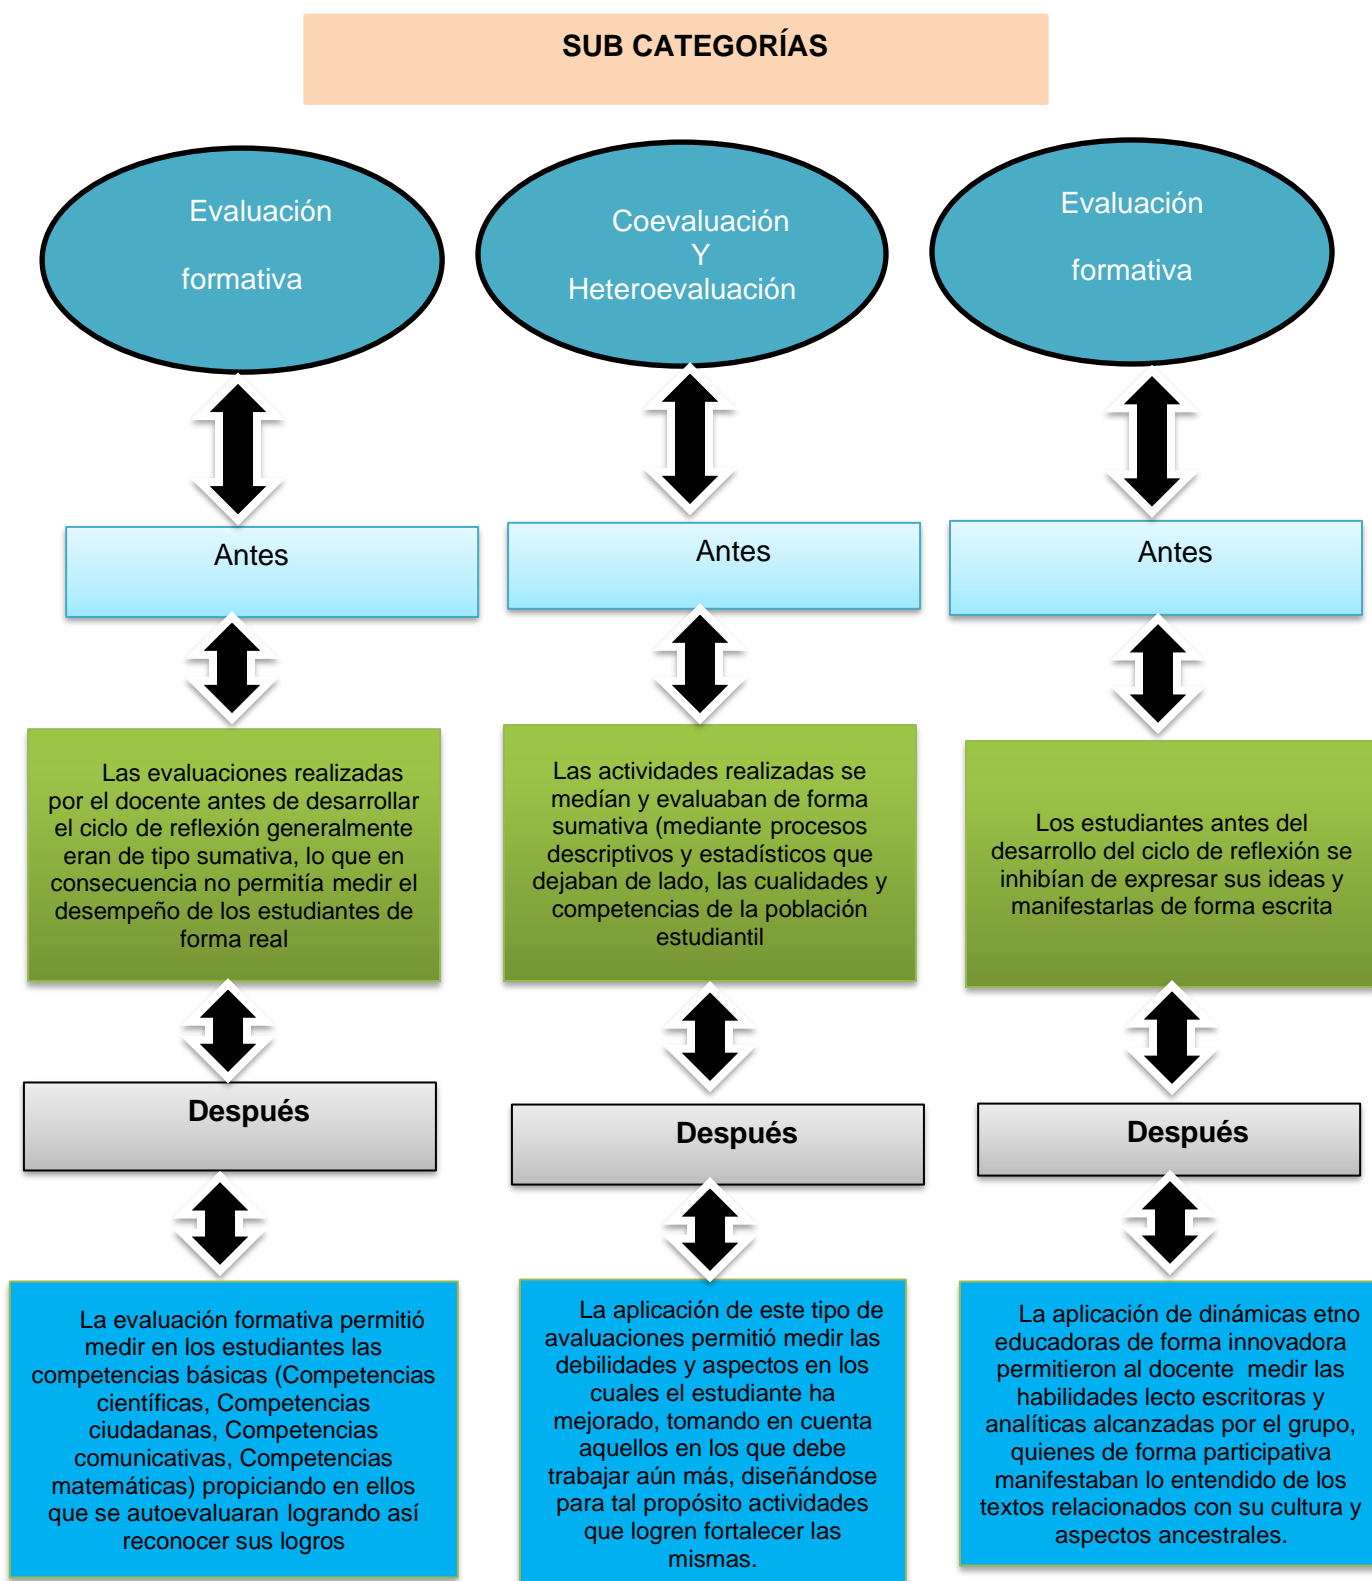 SUB CATEGORÍAS
Evaluación
formativa
Coevaluación
Y
Heteroevaluación
Evaluación
formativa
Antes
Antes
Antes
Las evaluaciones realizadas
por el docente antes de desarrollar
el ciclo de reflexión generalmente
eran de tipo sumativa, lo que en
consecuencia no permitía medir el
desempeño de los estudiantes de
forma real
Las actividades realizadas se
medían y evaluaban de forma
sumativa (mediante procesos
descriptivos y estadísticos que
dejaban de lado, las cualidades y
competencias de la población
estudiantil
Los estudiantes antes del
desarrollo del ciclo de reflexión se
inhibían de expresar sus ideas y
manifestarlas de forma escrita
Después
Después
Después
La evaluación formativa permitió
medir en los estudiantes las
competencias básicas (Competencias
científicas, Competencias
ciudadanas, Competencias
comunicativas, Competencias
matemáticas) propiciando en ellos
que se autoevaluaran logrando así
reconocer sus logros
La aplicación de este tipo de
avaluaciones permitió medir las
debilidades y aspectos en los
cuales el estudiante ha
mejorado, tomando en cuenta
aquellos en los que debe
trabajar aún más, diseñándose
para tal propósito actividades
que logren fortalecer las
mismas.
La aplicación de dinámicas etno
educadoras de forma innovadora
permitieron al docente medir las
habilidades lecto escritoras y
analíticas alcanzadas por el grupo,
quienes de forma participativa
manifestaban lo entendido de los
textos relacionados con su cultura y
aspectos ancestrales.